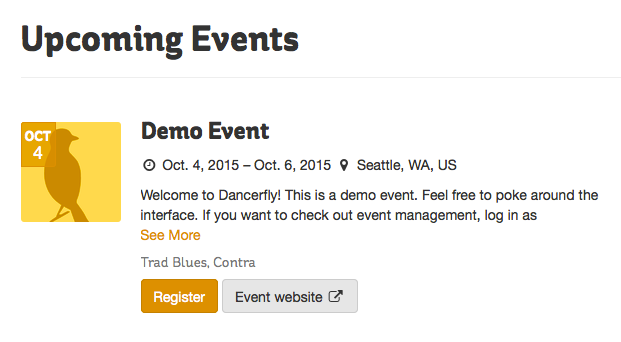 Upcoming Events
OCT
4
Demo Event
Oct. 4, 2015 – Oct. 6, 2015 Seattle, WA, US
Welcome to Dancerfly! This is a demo event. Feel free to poke around the
interface. If you want to check out event management, log in as
See More
Trad Blues, Contra
Register Event website